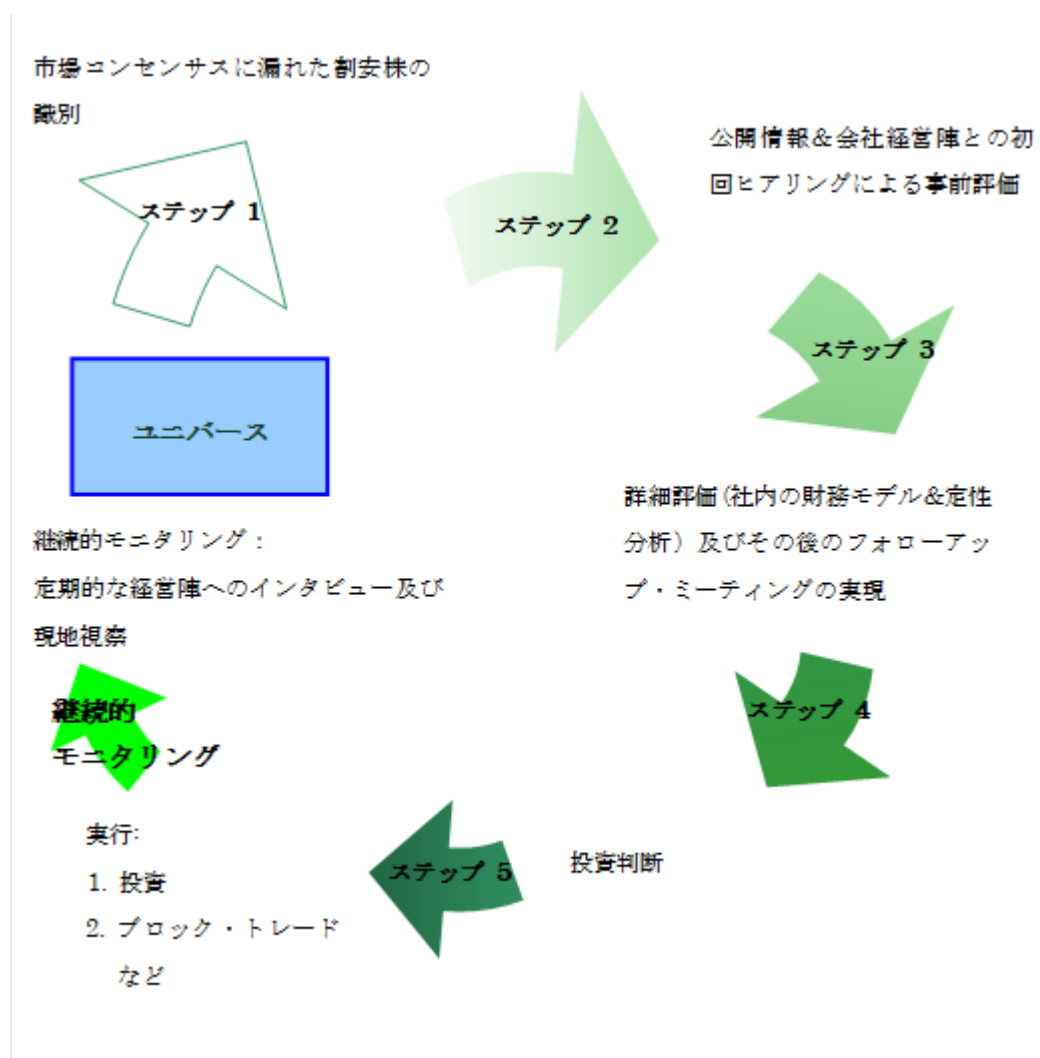 市場コンセンサスに漏れた割安株の
識別
ステップ 1
ステップ 2
公開情報&会社経営陣との初
回ヒアリングによる事前評価
ステップ 3
ユニバース
詳細評価(社内の財務モデル&定性
分析)及びその後のフォローアッ
プ・ミーティングの実現
継続的モニタリング:
定期的な経営陣へのインタビュー及び
現地視察
ステップ 4
継続的
モニタリング
ステップ 5
投資判断
実行:
1. 投資
2. ブロック・トレード
など